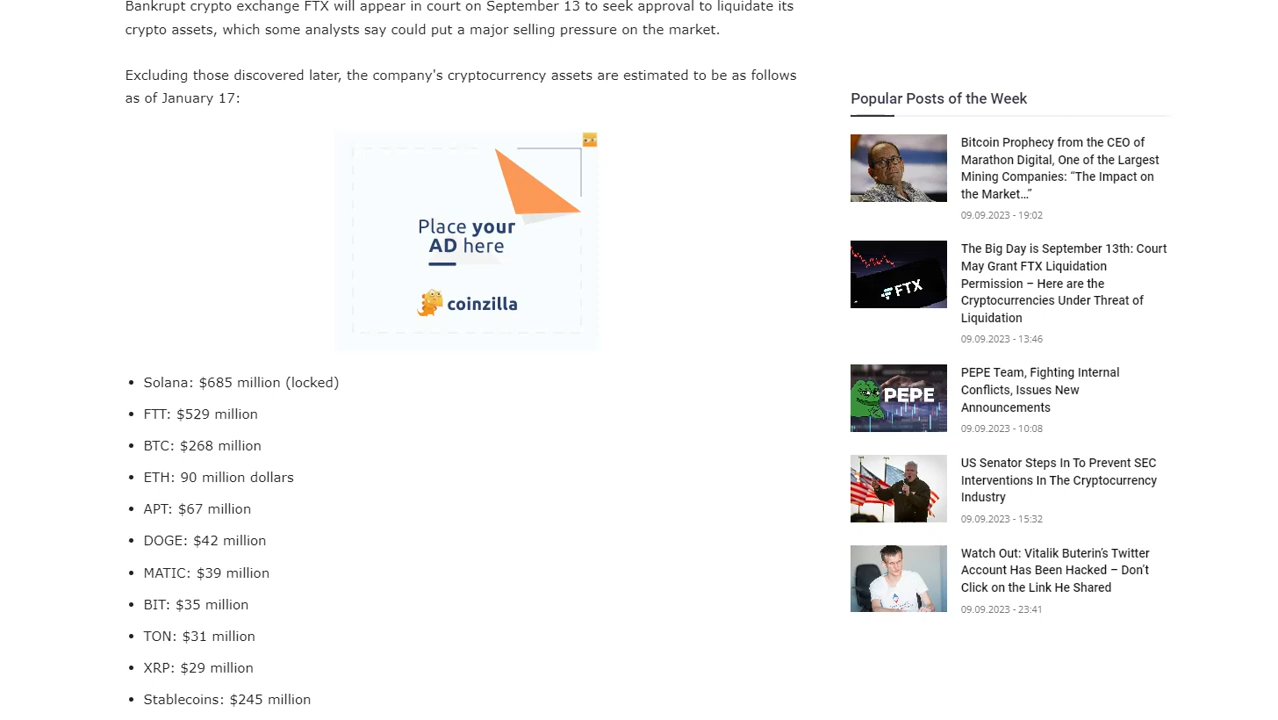 Bankrupt crypto exchange FTX will appear in court on September 13 to seek approval to liquidate its
crypto assets, which some analysts say could put a major selling pressure on the market.
Excluding those discovered later, the company's cryptocurrency assets are estimated to be as follows
as of January 17:
Place your
AD here
coinzilla
• Solana: $685 million (locked)
• FTT: $529 million
• BTC: $268 million
• ETH: 90 million dollars
• APT: $67 million
• DOGE: $42 million
• MATIC: $39 million
• BIT: $35 million
• TON: $31 million
• XRP: $29 million
• Stablecoins: $245 million
Popular Posts of the Week
Bitcoin Prophecy from the CEO of
Marathon Digital, One of the Largest
Mining Companies: “The Impact on
the Market…”
09.09.2023 - 19:02
FTX
The Big Day is September 13th: Court
May Grant FTX Liquidation
Permission – Here are the
Cryptocurrencies Under Threat of
Liquidation
09.09.2023 - 13:46
PEPE
PEPE Team, Fighting Internal
Conflicts, Issues New
Announcements
09.09.2023 - 10:08
US Senator Steps In To Prevent SEC
Interventions In The Cryptocurrency
Industry
09.09.2023 - 15:32
Watch Out: Vitalik Buterin’s Twitter
Account Has Been Hacked – Don’t
Click on the Link He Shared
09.09.2023 - 23:41